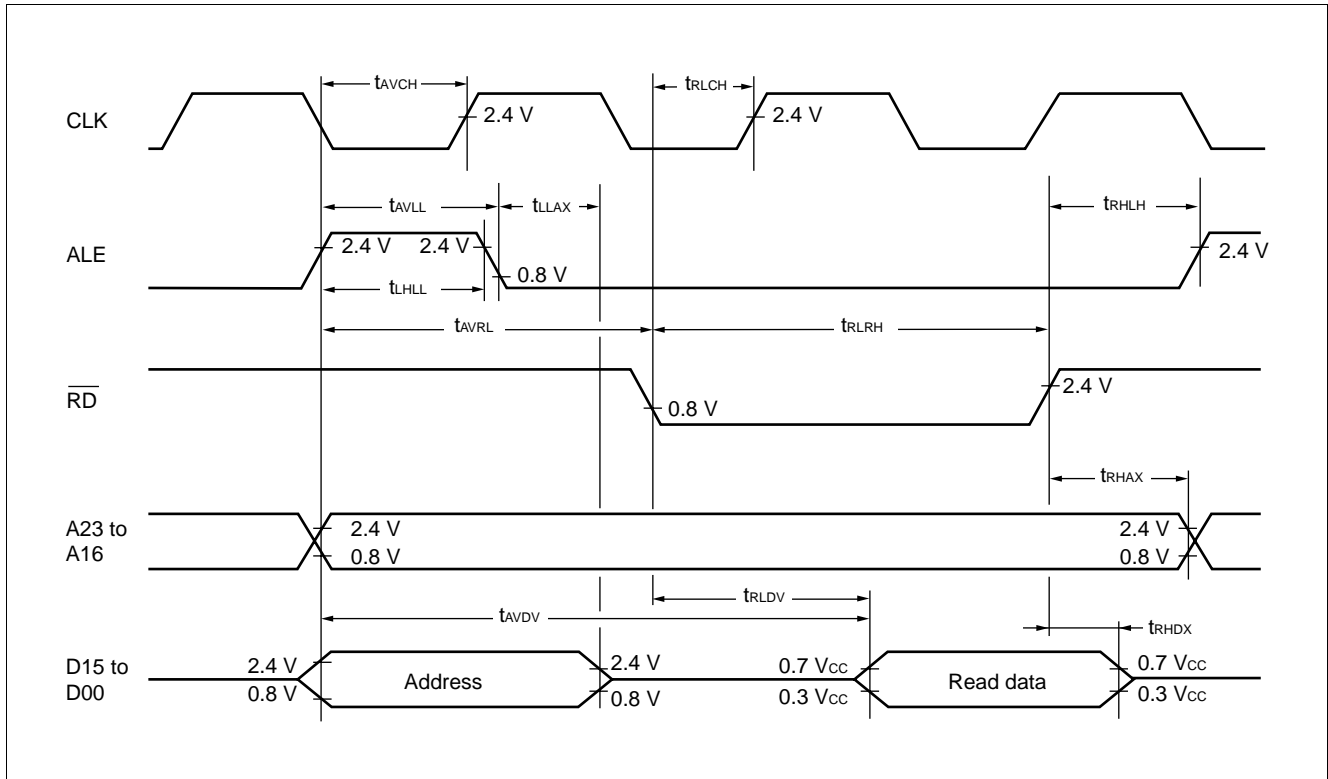 tAVCH
tRLCH
CLK
2.4 V
2.4 V
tAVLL
tLLAX
tRHLH
ALE
2.4 V
2.4 V
0.8 V
2.4 V
tLHLL
tAVRL
tRLRH
RD
0.8 V
2.4 V
tRHAX
A23 to
A16
2.4 V
0.8 V
2.4 V
0.8 V
tRLDV
tAVDV
tRHDX
D15 to
D00
2.4 V
0.8 V
Address
2.4 V
0.8 V
0.7 VCC
0.3 VCC
Read data
0.7 VCC
0.3 VCC